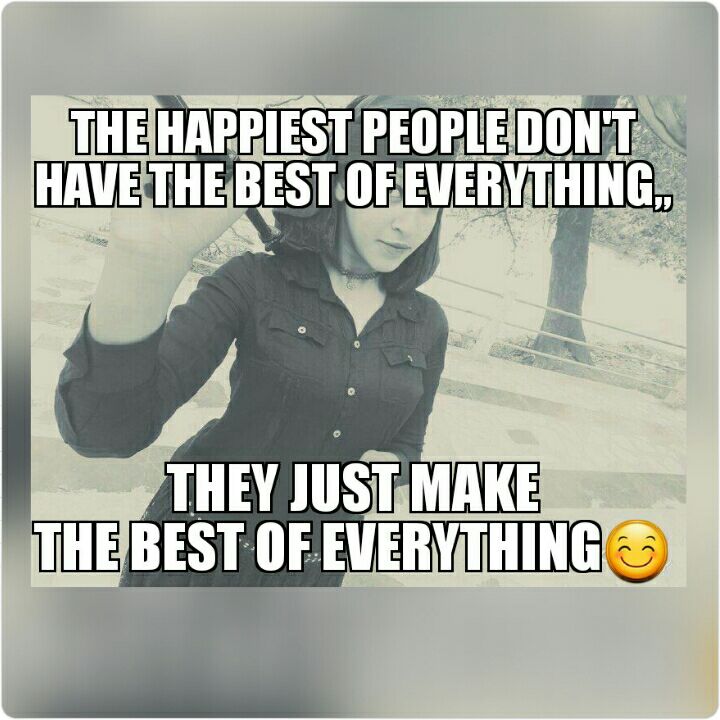 THE HAPPIEST PEOPLE DON'T
HAVE THE BEST OF EVERYTHING,,
THEY JUST MAKE
THE BEST OF EVERYTHING😊